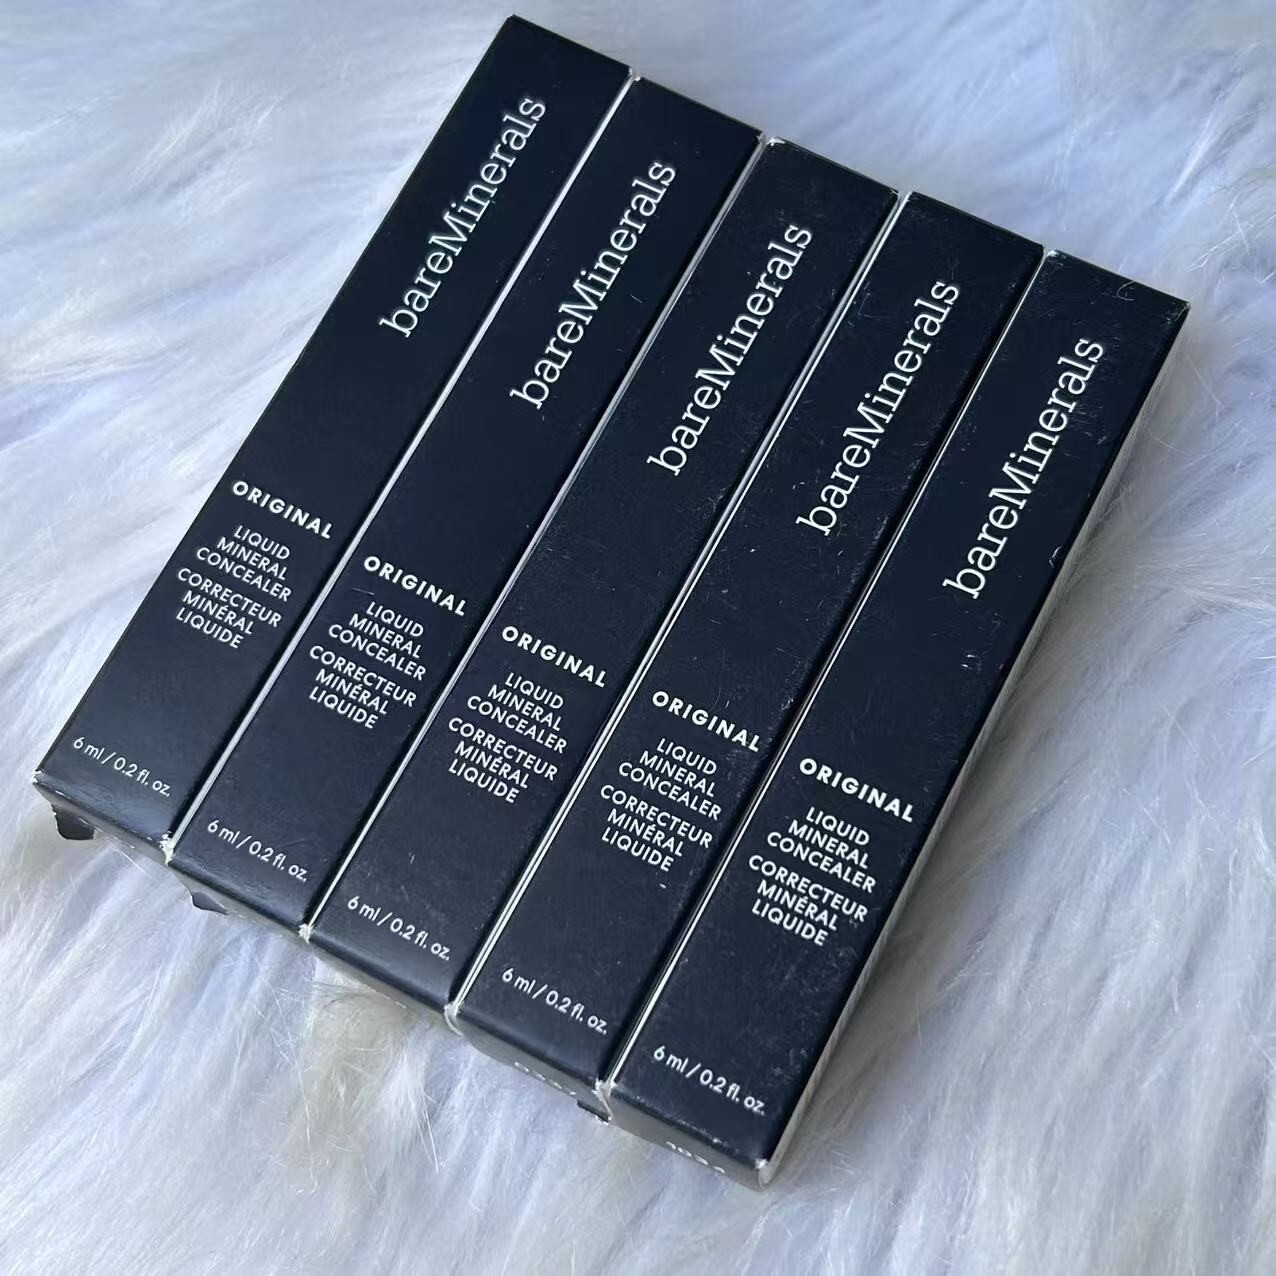 bareMinerals
ORIGINAL
LIQUID
MINERAL
CONCEALER
CORRECTEUR
MINÉRAL
LIQUIDE
6 ml / 0.2 fl. oz.
bareMinerals
ORIGINAL
LIQUID
MINERAL
CONCEALER
CORRECTEUR
MINÉRAL
LIQUIDE
6 ml / 0.2 fl. oz.
bareMinerals
ORIGINAL
LIQUID
MINERAL
CONCEALER
CORRECTEUR
MINÉRAL
LIQUIDE
6 ml / 0.2 fl. oz.
bareMinerals
ORIGINAL
LIQUID
MINERAL
CONCEALER
CORRECTEUR
MINÉRAL
LIQUIDE
6 ml / 0.2 fl. oz.
bareMinerals
ORIGINAL
LIQUID
MINERAL
CONCEALER
CORRECTEUR
MINÉRAL
LIQUIDE
6 ml / 0.2 fl. oz.